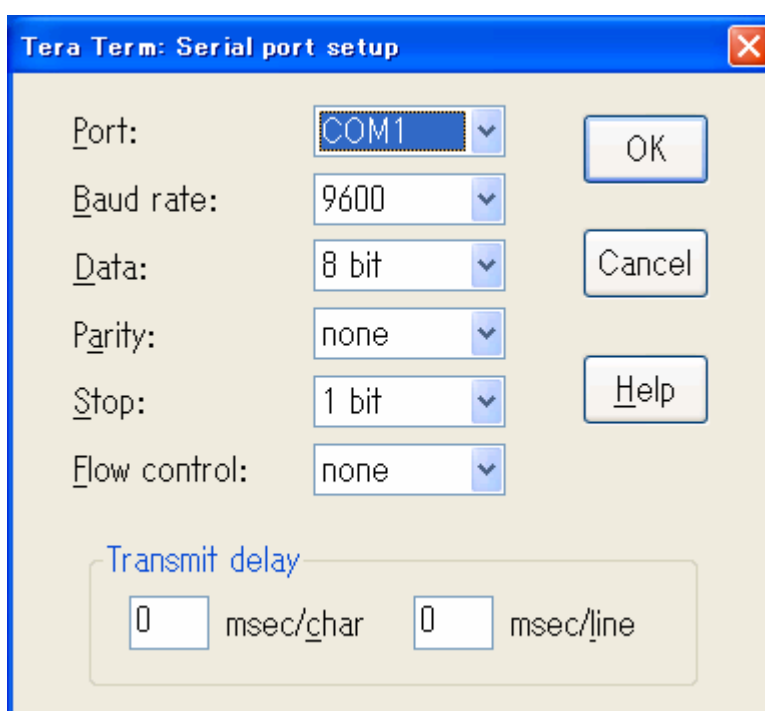 Tera Term: Serial port setup
Port: COM1 OK
Baud rate: 9600
Data: 8 bit Cancel
Parity: none
Stop: 1 bit Help
Flow control: none
Transmit delay
0 msec/char 0 msec/line